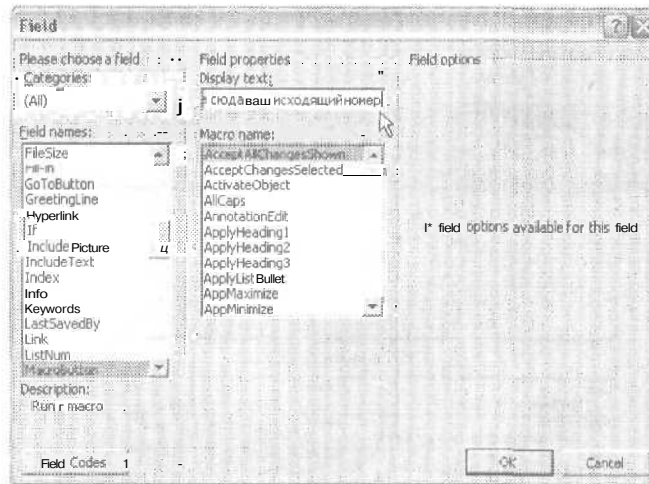 Field
Please choose a field
Categories:
(All)
Field names:
FileSize
Fill-in
GoToButton
GreetingLine
Hyperlink
If
IncludePicture
IncludeText
Index
Info
Keywords
LastSavedBy
Link
ListNum
MacroButton
Description:
Run a macro
Field Codes
Field properties
Display text:
сюда ваш исходящий номер
Macro name:
AcceptAllChangesShown
AcceptChangesSelected
ActivateObject
AllCaps
AnnotationEdit
ApplyHeading1
ApplyHeading2
ApplyHeading3
ApplyListBullet
AppMaximize
AppMinimize
Field options
field options available for this field
OK
Cancel